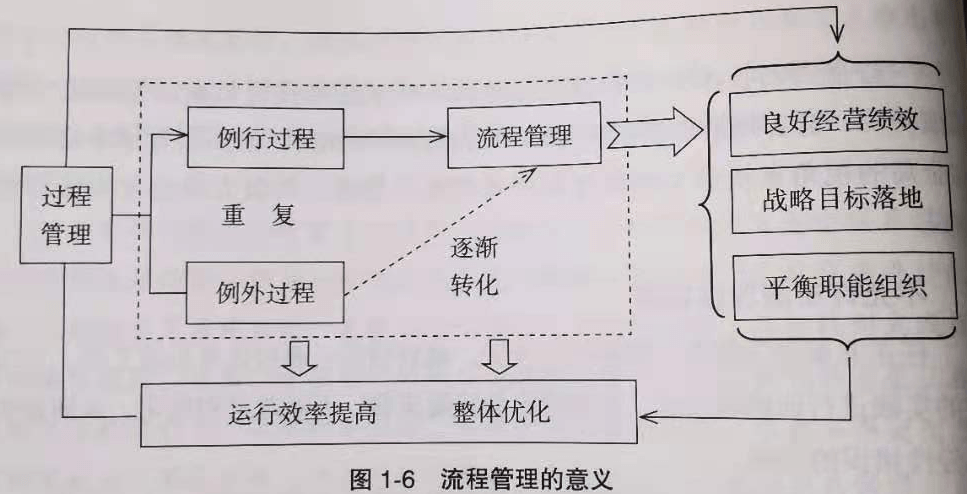 例行过程
流程管理
良好经营绩效
过程
管理
重 复
战略目标落地
逐渐
转化
例外过程
平衡职能组织
运行效率提高 整体优化
图 1-6 流程管理的意义